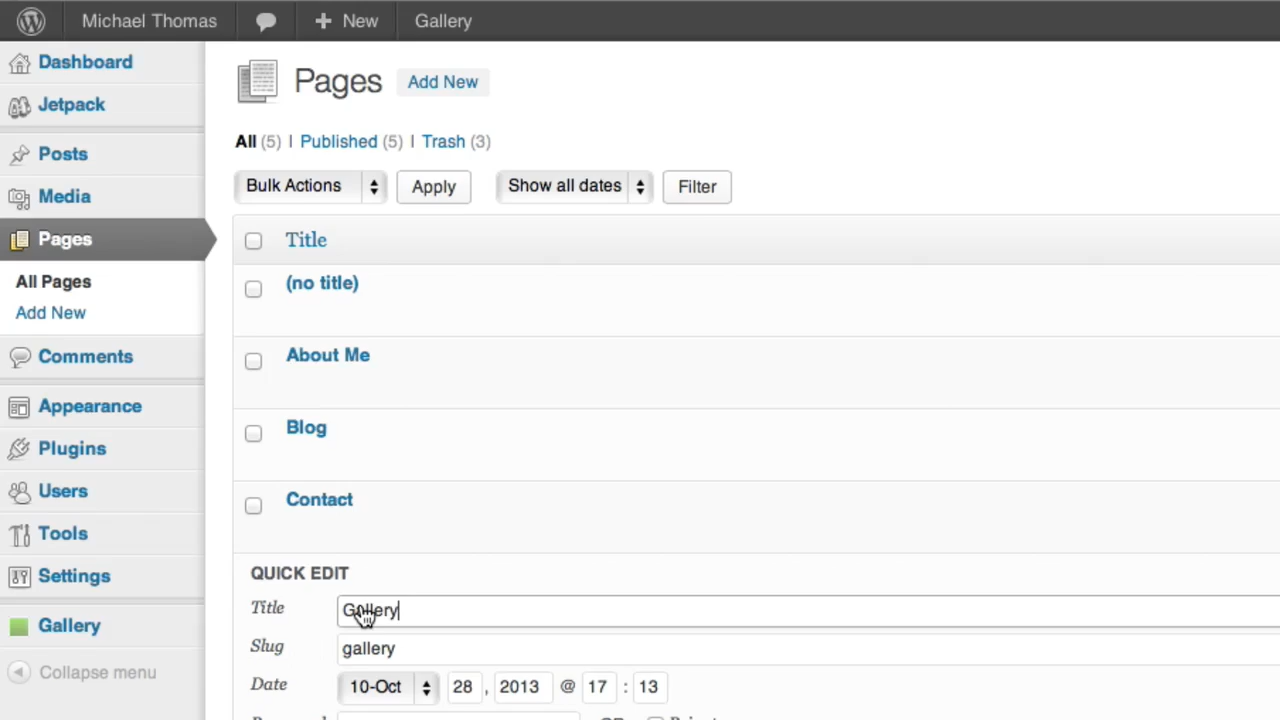 Michael Thomas New Gallery
Dashboard
Jetpack
Posts
Media
Pages
All Pages
Add New
Comments
Appearance
Plugins
Users
Tools
Settings
Gallery
Collapse menu
Pages Add New
All (5) | Published (5) | Trash (3)
Bulk Actions Apply Show all dates Filter
Title
(no title)
About Me
Blog
Contact
QUICK EDIT
Title Gallery
Slug gallery
Date 10-Oct 28 , 2013 @ 17 : 13